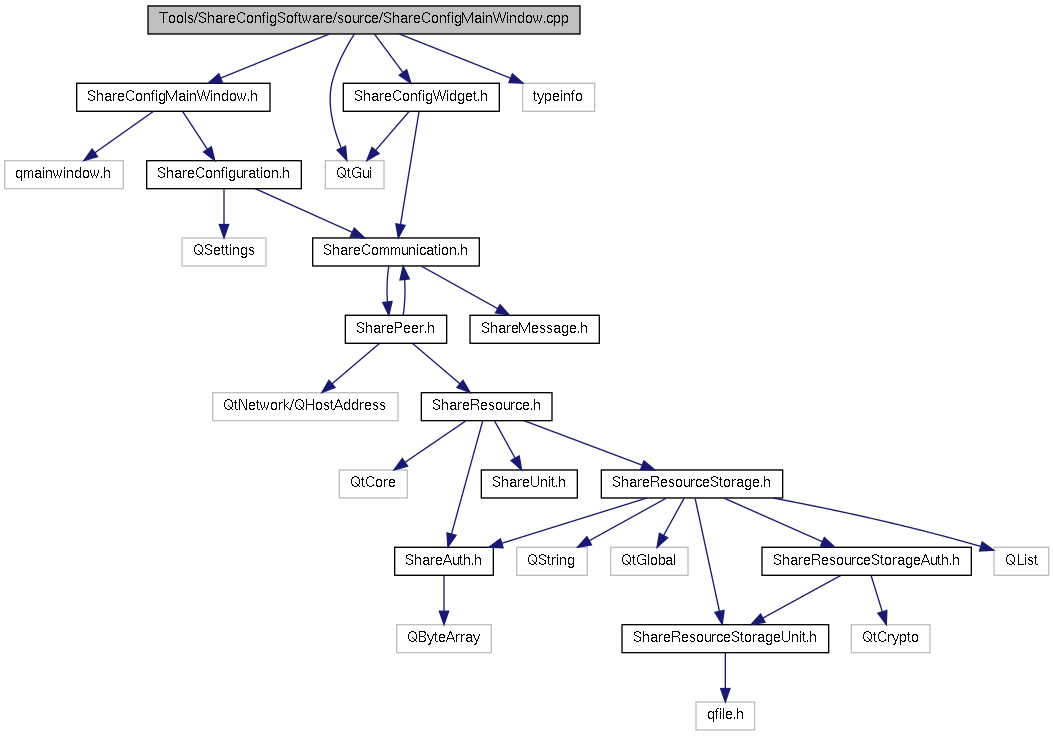 Tools/ShareConfigSoftware/source/ShareConfigMainWindow.cpp
ShareConfigMainWindow.h
ShareConfigWidget.h
typeinfo
qmainwindow.h
ShareConfiguration.h
QtGui
QSettings
ShareCommunication.h
SharePeer.h
ShareMessage.h
QtNetwork/QHostAddress
ShareResource.h
QtCore
ShareUnit.h
ShareResourceStorage.h
ShareAuth.h
QString
QtGlobal
ShareResourceStorageAuth.h
QList
QByteArray
ShareResourceStorageUnit.h
QtCrypto
qfile.h